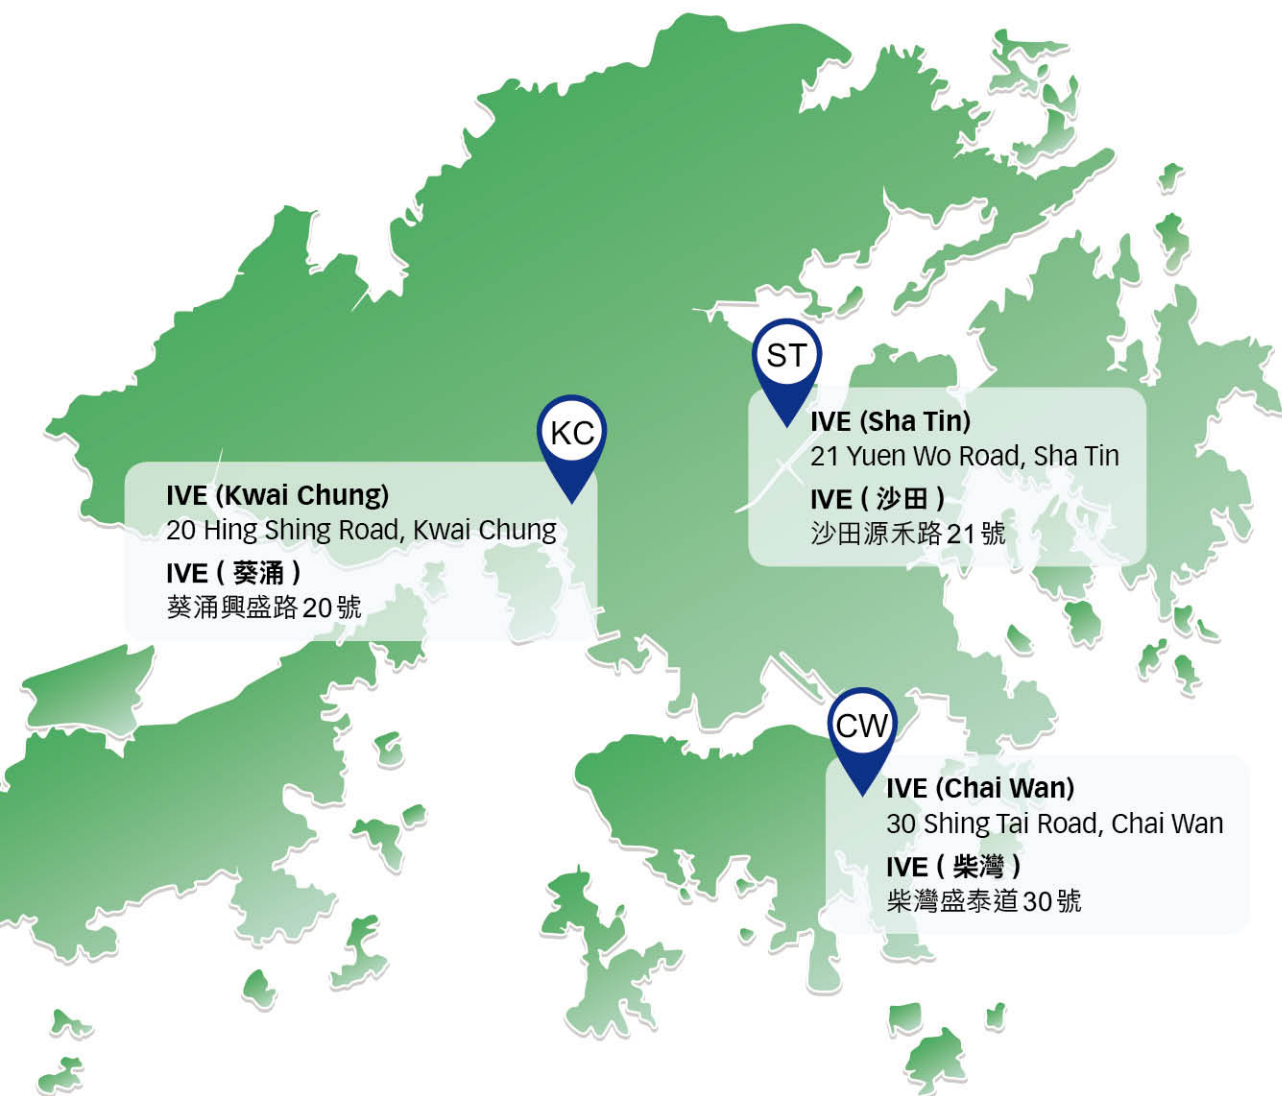 ST
IVE (Sha Tin)
21 Yuen Wo Road, Sha Tin
IVE ( 沙田 )
沙田源禾路21號
KC
IVE (Kwai Chung)
20 Hing Shing Road, Kwai Chung
IVE ( 葵涌 )
葵涌興盛路20號
CW
IVE (Chai Wan)
30 Shing Tai Road, Chai Wan
IVE ( 柴灣 )
柴灣盛泰道30號